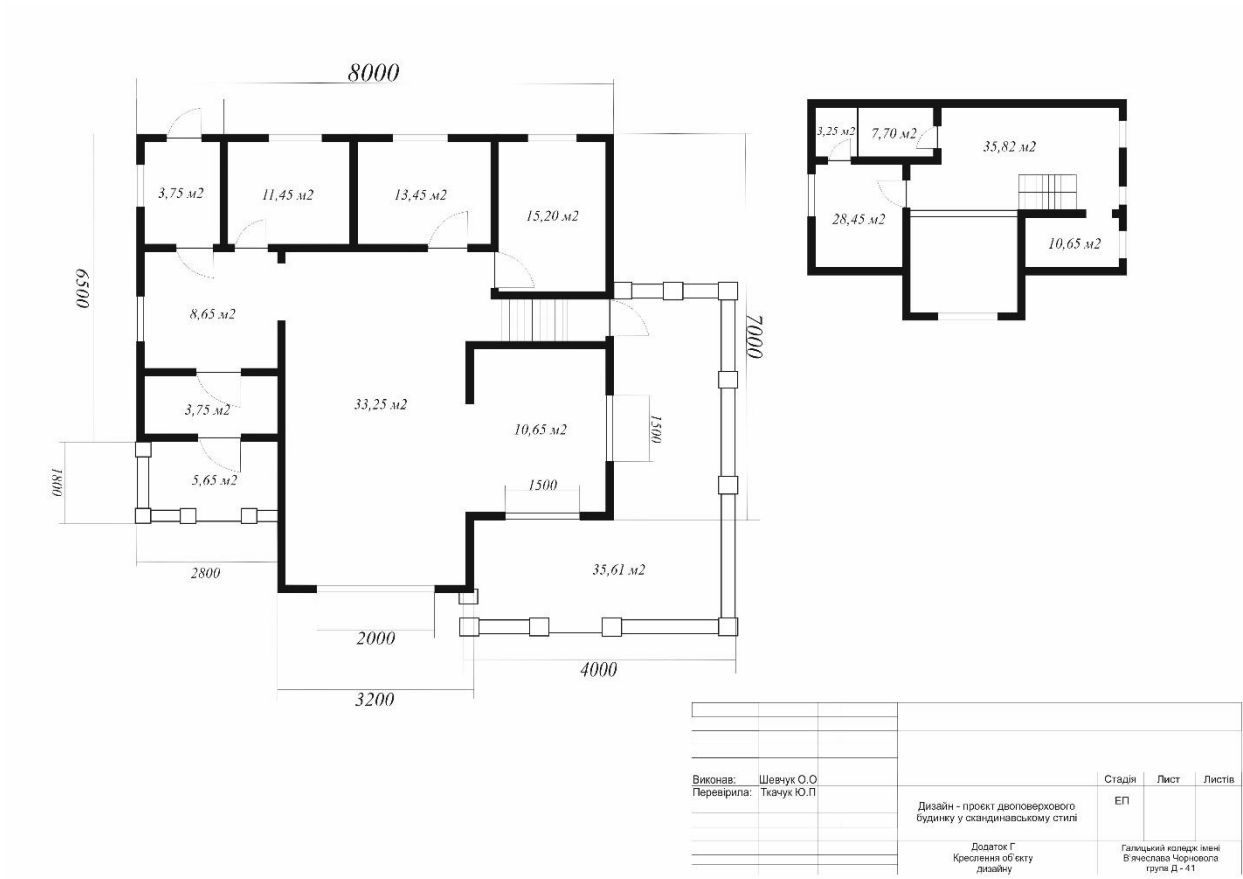 8000
3,75 м2
11,45 м2
13,45 м2
15,20 м2
6500
8,65 м2
7000
3,75 м2
33,25 м2
10,65 м2
1500
1500
1800
5,65 м2
2800
35,61 м2
2000
4000
3200
3,25 м2
7,70 м2
35,82 м2
28,45 м2
10,65 м2
Виконав: Шевчук О.О
Перевірила: Ткачук Ю.П
Стадія Лист Листів
ЕП
Дизайн - проєкт двоповерхового
будинку у скандинавському стилі
Додаток Г
Креслення об'єкту
дизайну
Галицький коледж імені
В'ячеслава Чорновола
група Д - 41